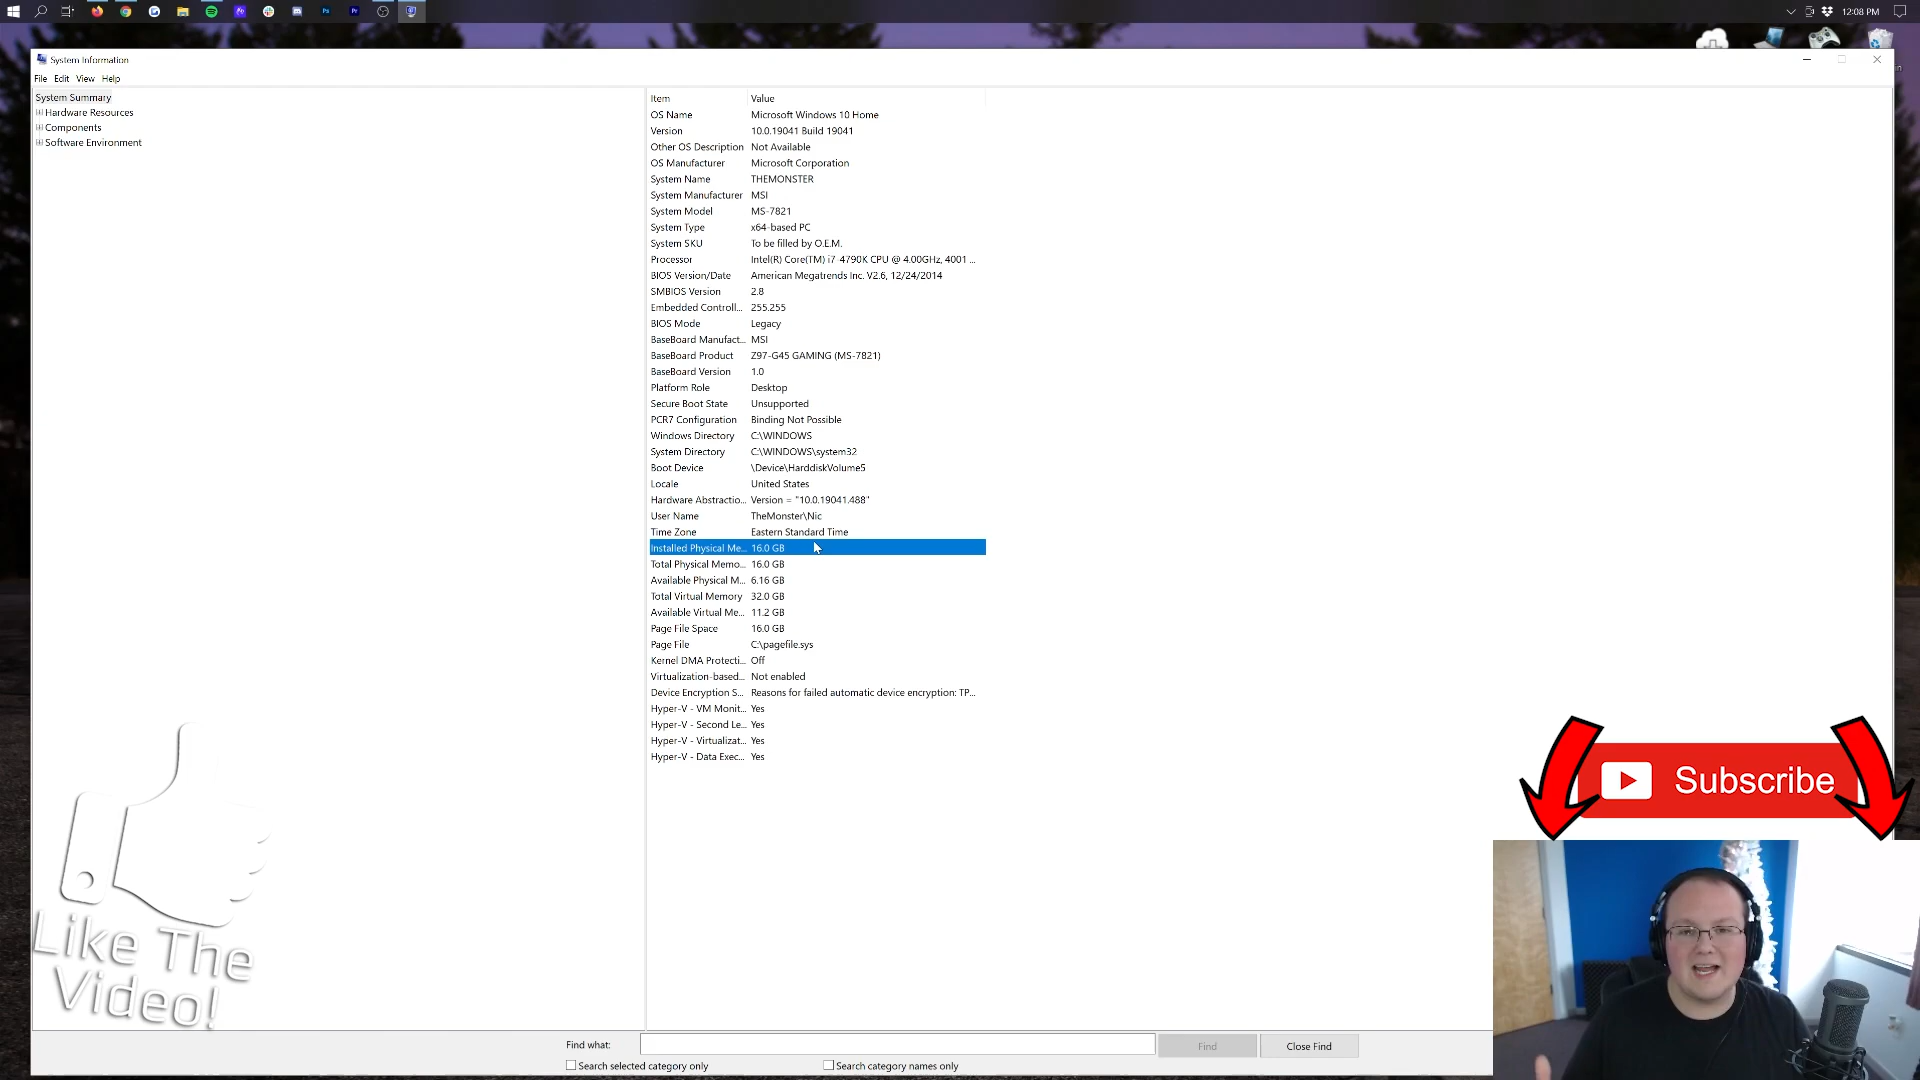 12:08 PM
System Information
File Edit View Help
System Summary
Hardware Resources
Components
Software Environment
Item Value
OS Name Microsoft Windows 10 Home
Version 10.0.19041 Build 19041
Other OS Description Not Available
OS Manufacturer Microsoft Corporation
System Name THEMONSTER
System Manufacturer MSI
System Model MS-7821
System Type x64-based PC
System SKU To be filled by O.E.M.
Processor Intel(R) Core(TM) i7-4790K CPU @ 4.00GHz, 4001 ...
BIOS Version/Date American Megatrends Inc. V2.6, 12/24/2014
SMBIOS Version 2.8
Embedded Controll... 255.255
BIOS Mode Legacy
BaseBoard Manufact... MSI
BaseBoard Product Z97-G45 GAMING (MS-7821)
BaseBoard Version 1.0
Platform Role Desktop
Secure Boot State Unsupported
PCR7 Configuration Binding Not Possible
Windows Directory C:\WINDOWS
System Directory C:\WINDOWS\system32
Boot Device \Device\HarddiskVolume5
Locale United States
Hardware Abstractio... Version = "10.0.19041.488"
User Name TheMonster\Nic
Time Zone Eastern Standard Time
Installed Physical Me... 16.0 GB
Total Physical Memo... 16.0 GB
Available Physical M... 6.16 GB
Total Virtual Memory 32.0 GB
Available Virtual Me... 11.2 GB
Page File Space 16.0 GB
Page File C:\pagefile.sys
Kernel DMA Protecti... Off
Virtualization-based... Not enabled
Device Encryption S... Reasons for failed automatic device encryption: TP...
Hyper-V - VM Monit... Yes
Hyper-V - Second Le... Yes
Hyper-V - Virtualizat... Yes
Hyper-V - Data Exec... Yes
Subscribe
Like The
Video!
Find what: Find Close Find
Search selected category only Search category names only